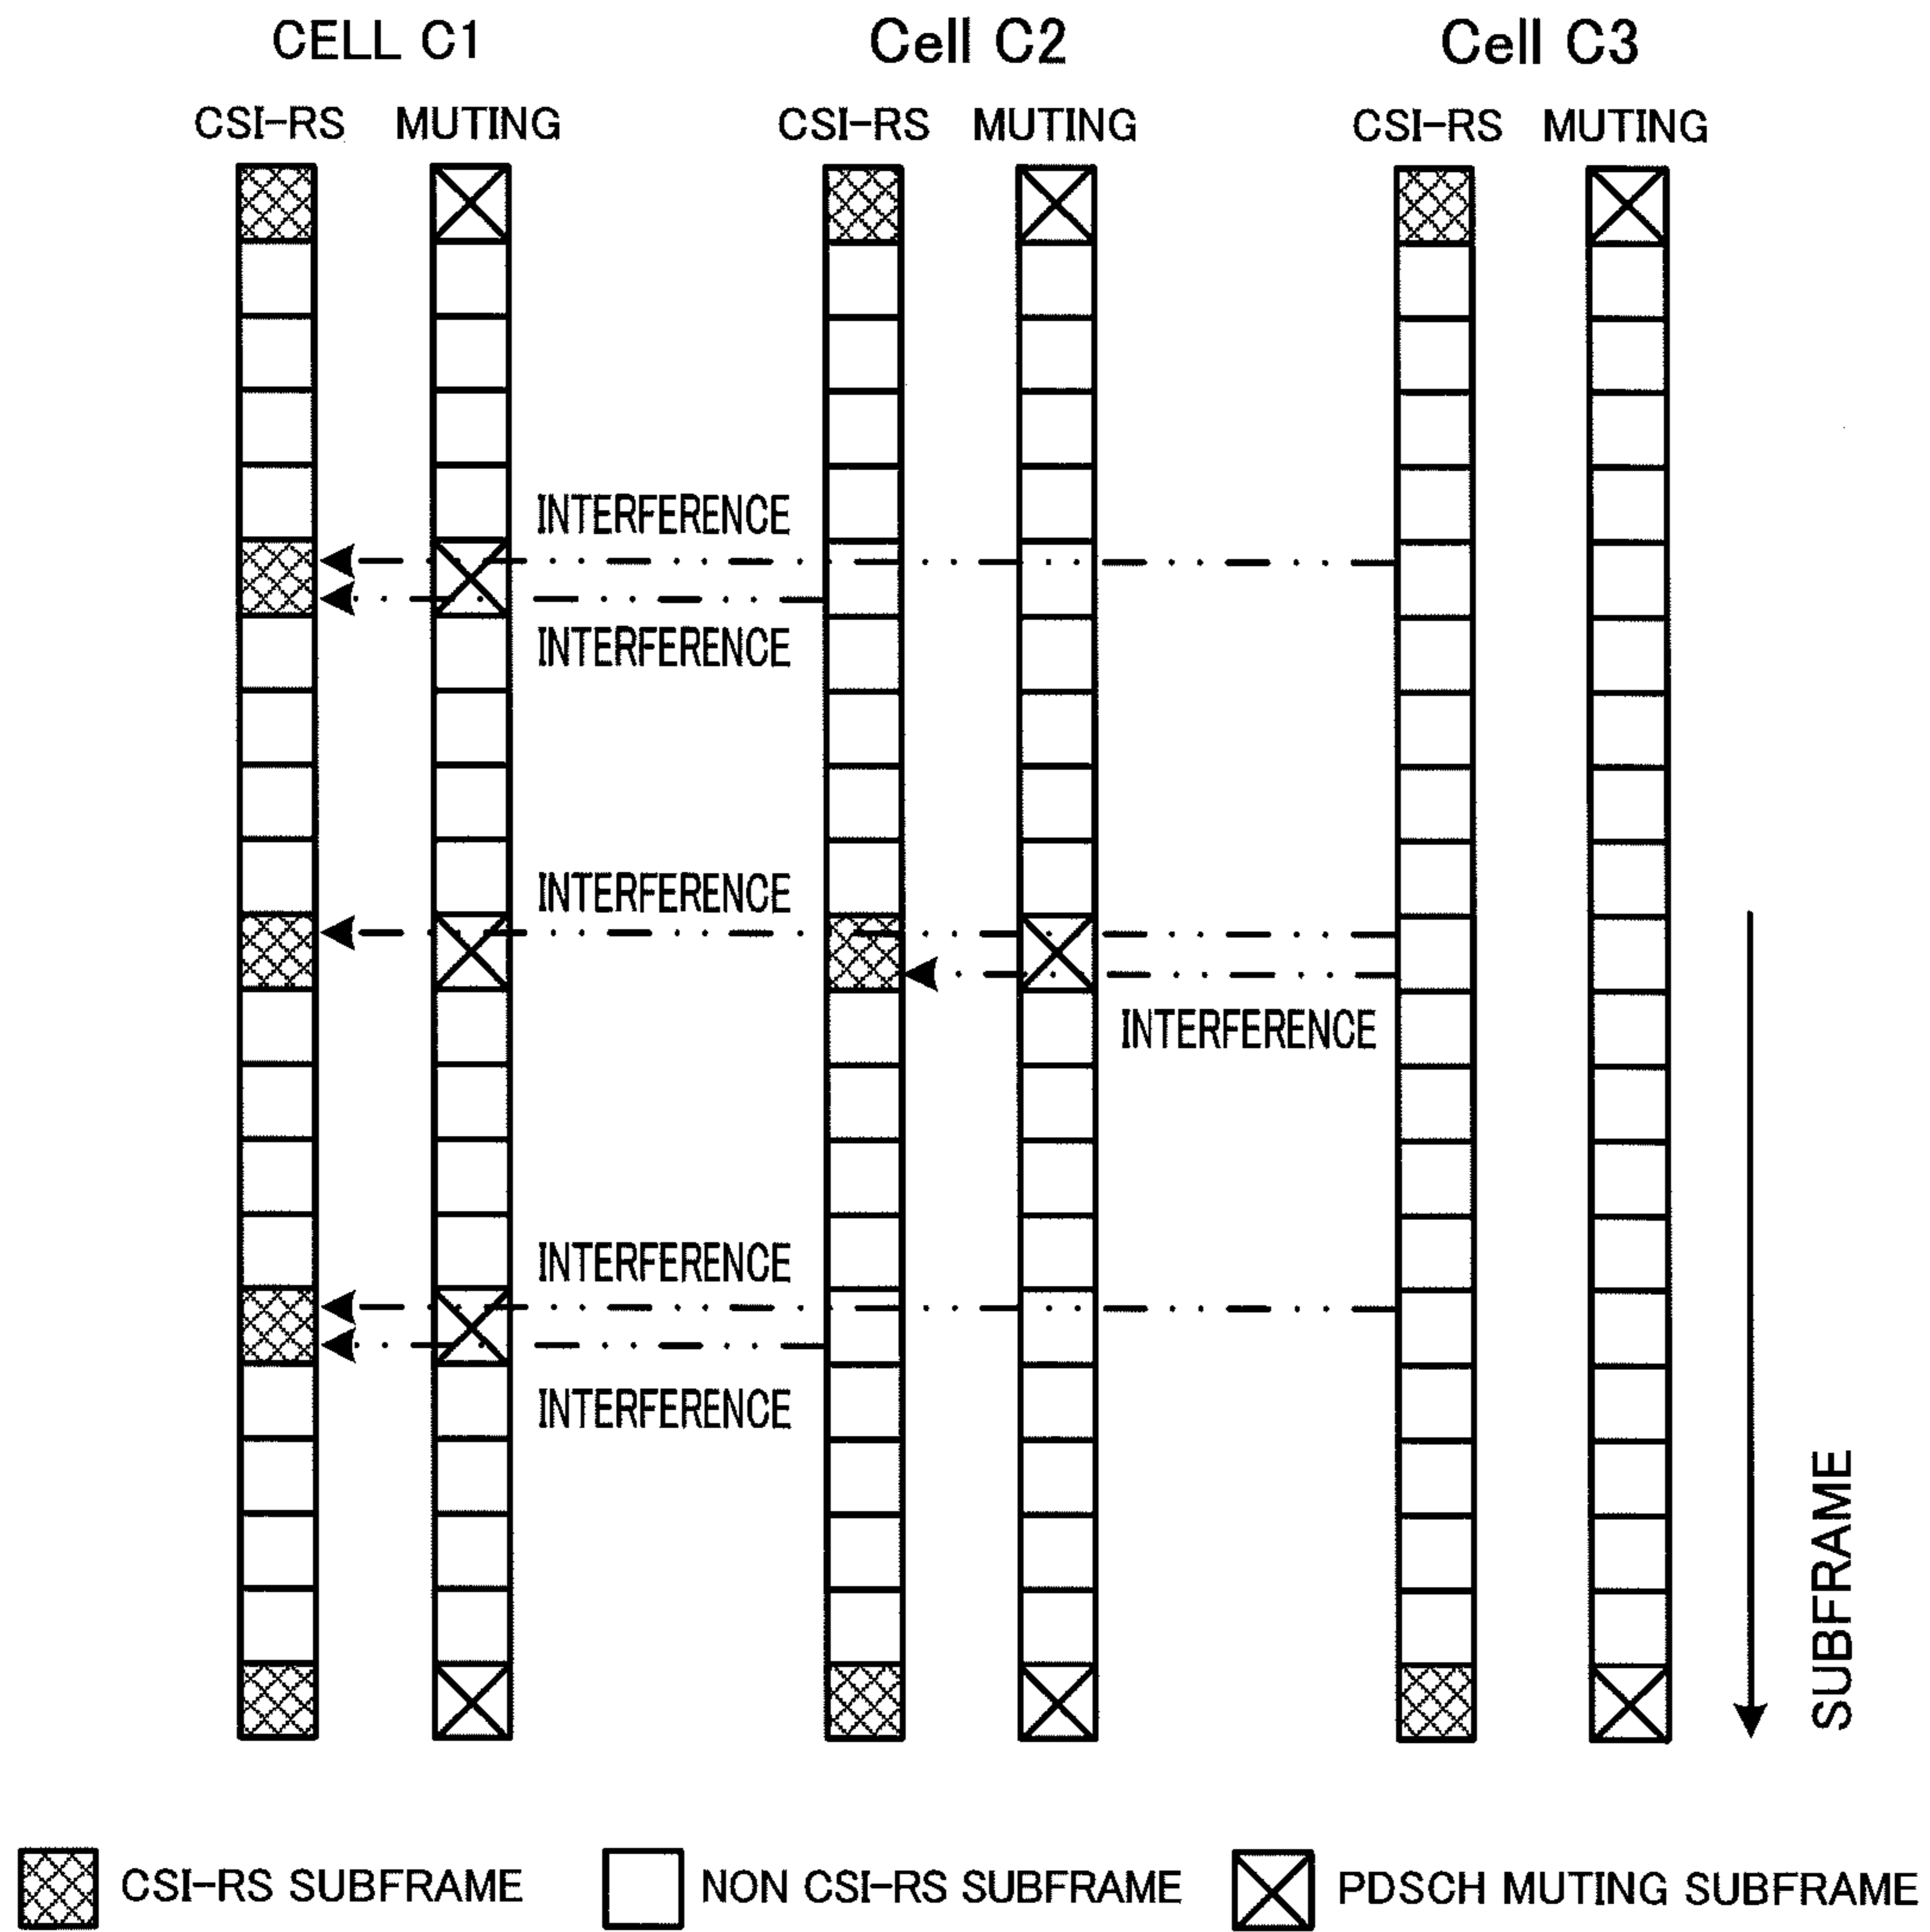 CELL C1
Cell C2
Cell C3
CSI-RS
MUTING
CSI-RS
MUTING
CSI-RS
MUTING
INTERFERENCE
INTERFERENCE
INTERFERENCE
INTERFERENCE
INTERFERENCE
INTERFERENCE
SUBFRAME
CSI-RS SUBFRAME
NON CSI-RS SUBFRAME
PDSCH MUTING SUBFRAME